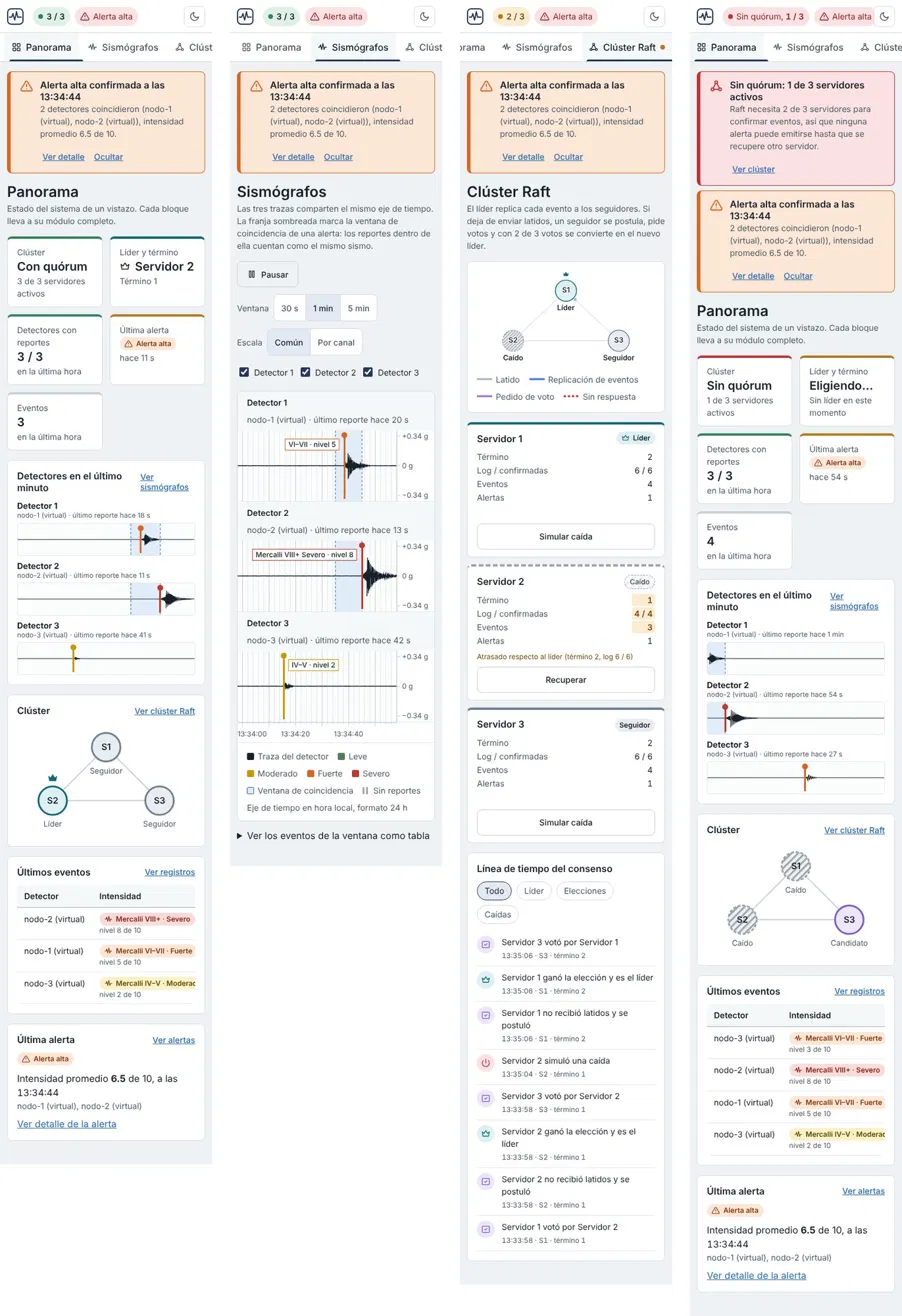 3 / 3
Alerta alta
Panorama
Sismógrafos
Clúst
Alerta alta confirmada a las
13:34:44
2 detectores coincidieron (nodo-1
(virtual), nodo-2 (virtual)), intensidad
promedio 6.5 de 10.
Ver detalle Ocultar
Panorama
Estado del sistema de un vistazo. Cada bloque
lleva a su módulo completo.
Clúster
Con quórum
3 de 3 servidores
activos
Líder y término
Servidor 2
Término 1
Detectores con
reportes
3 / 3
en la última hora
Última alerta
Alerta alta
hace 11 s
Eventos
3
en la última hora
Detectores en el último
minuto
Ver
sismógrafos
Detector 1
nodo-1 (virtual) · último reporte hace 18 s
Detector 2
nodo-2 (virtual) · último reporte hace 11 s
Detector 3
nodo-3 (virtual) · último reporte hace 41 s
Clúster
Ver clúster Raft
S1
Seguidor
S2
Líder
S3
Seguidor
Últimos eventos
Ver registros
Detector Intensidad
nodo-2 (virtual) Mercalli VIII+ · Severo
nivel 8 de 10
nodo-1 (virtual) Mercalli VI–VII · Fuerte
nivel 5 de 10
nodo-3 (virtual) Mercalli IV–V · Moderac
nivel 2 de 10
Última alerta
Ver alertas
Alerta alta
Intensidad promedio 6.5 de 10, a las
13:34:44
nodo-1 (virtual), nodo-2 (virtual)
Ver detalle de la alerta
3 / 3
Alerta alta
Panorama
Sismógrafos
Clúst
Alerta alta confirmada a las
13:34:44
2 detectores coincidieron (nodo-1
(virtual), nodo-2 (virtual)), intensidad
promedio 6.5 de 10.
Ver detalle Ocultar
Sismógrafos
Las tres trazas comparten el mismo eje de tiempo.
La franja sombreada marca la ventana de
coincidencia de una alerta: los reportes dentro de
ella cuentan como el mismo sismo.
Pausar
Ventana 30 s 1 min 5 min
Escala Común Por canal
Detector 1 Detector 2 Detector 3
Detector 1
nodo-1 (virtual) · último reporte hace 20 s
VI–VII · nivel 5
+0.34 g
0 g
−0.34 g
Detector 2
nodo-2 (virtual) · último reporte hace 13 s
Mercalli VIII+ Severo · nivel 8
+0.34 g
0 g
−0.34 g
Detector 3
nodo-3 (virtual) · último reporte hace 42 s
IV–V · nivel 2
+0.34 g
0 g
−0.34 g
13:34:00 13:34:20 13:34:40
Traza del detector Leve
Moderado Fuerte Severo
Ventana de coincidencia Sin reportes
Eje de tiempo en hora local, formato 24 h
Ver los eventos de la ventana como tabla
2 / 3
Alerta alta
orama
Sismógrafos
Clúster Raft
Alerta alta confirmada a las
13:34:44
2 detectores coincidieron (nodo-1
(virtual), nodo-2 (virtual)), intensidad
promedio 6.5 de 10.
Ver detalle Ocultar
Clúster Raft
El líder replica cada evento a los seguidores. Si
deja de enviar latidos, un seguidor se postula, pide
votos y con 2 de 3 votos se convierte en el nuevo
líder.
S1
Líder
S2
Caído
S3
Seguidor
Latido Replicación de eventos
Pedido de voto Sin respuesta
Servidor 1 Líder
Término 2
Log / confirmadas 6 / 6
Eventos 4
Alertas 1
Simular caída
Servidor 2 Caído
Término 1
Log / confirmadas 4 / 4
Eventos 3
Alertas 1
Atrasado respecto al líder (término 2, log 6 / 6)
Recuperar
Servidor 3 Seguidor
Término 2
Log / confirmadas 6 / 6
Eventos 4
Alertas 1
Simular caída
Línea de tiempo del consenso
Todo Líder Elecciones
Caídas
Servidor 3 votó por Servidor 1
13:35:06 · S3 · término 2
Servidor 1 ganó la elección y es el líder
13:35:06 · S1 · término 2
Servidor 1 no recibió latidos y se
postuló
13:35:06 · S1 · término 2
Servidor 2 simuló una caída
13:35:04 · S2 · término 1
Servidor 3 votó por Servidor 2
13:33:58 · S3 · término 1
Servidor 2 ganó la elección y es el
líder
13:33:58 · S2 · término 1
Servidor 2 no recibió latidos y se
postuló
13:33:58 · S2 · término 1
Servidor 1 votó por Servidor 2
13:33:58 · S1 · término 1
Sin quórum, 1 / 3
Alerta alta
Panorama
Sismógrafos
Clúste
Sin quórum: 1 de 3 servidores
activos
Raft necesita 2 de 3 servidores para
confirmar eventos, así que ninguna
alerta puede emitirse hasta que se
recupere otro servidor.
Ver clúster
Alerta alta confirmada a las
13:34:44
2 detectores coincidieron (nodo-1
(virtual), nodo-2 (virtual)), intensidad
promedio 6.5 de 10.
Ver detalle Ocultar
Panorama
Estado del sistema de un vistazo. Cada bloque
lleva a su módulo completo.
Clúster
Sin quórum
1 de 3 servidores
activos
Líder y término
Eligiendo...
Sin líder en este
momento
Detectores con
reportes
3 / 3
en la última hora
Última alerta
Alerta alta
hace 54 s
Eventos
4
en la última hora
Detectores en el último
minuto
Ver
sismógrafos
Detector 1
nodo-1 (virtual) · último reporte hace 1 min
Detector 2
nodo-2 (virtual) · último reporte hace 54 s
Detector 3
nodo-3 (virtual) · último reporte hace 27 s
Clúster
Ver clúster Raft
S1
Caído
S2
Caído
S3
Candidato
Últimos eventos
Ver registros
Detector Intensidad
nodo-3 (virtual) Mercalli VI–VII · Fuerte
nivel 3 de 10
nodo-2 (virtual) Mercalli VIII+ · Severo
nivel 8 de 10
nodo-1 (virtual) Mercalli VI–VII · Fuerte
nivel 5 de 10
nodo-3 (virtual) Mercalli IV–V · Moderac
nivel 2 de 10
Última alerta
Ver alertas
Alerta alta
Intensidad promedio 6.5 de 10, a las
13:34:44
nodo-1 (virtual), nodo-2 (virtual)
Ver detalle de la alerta